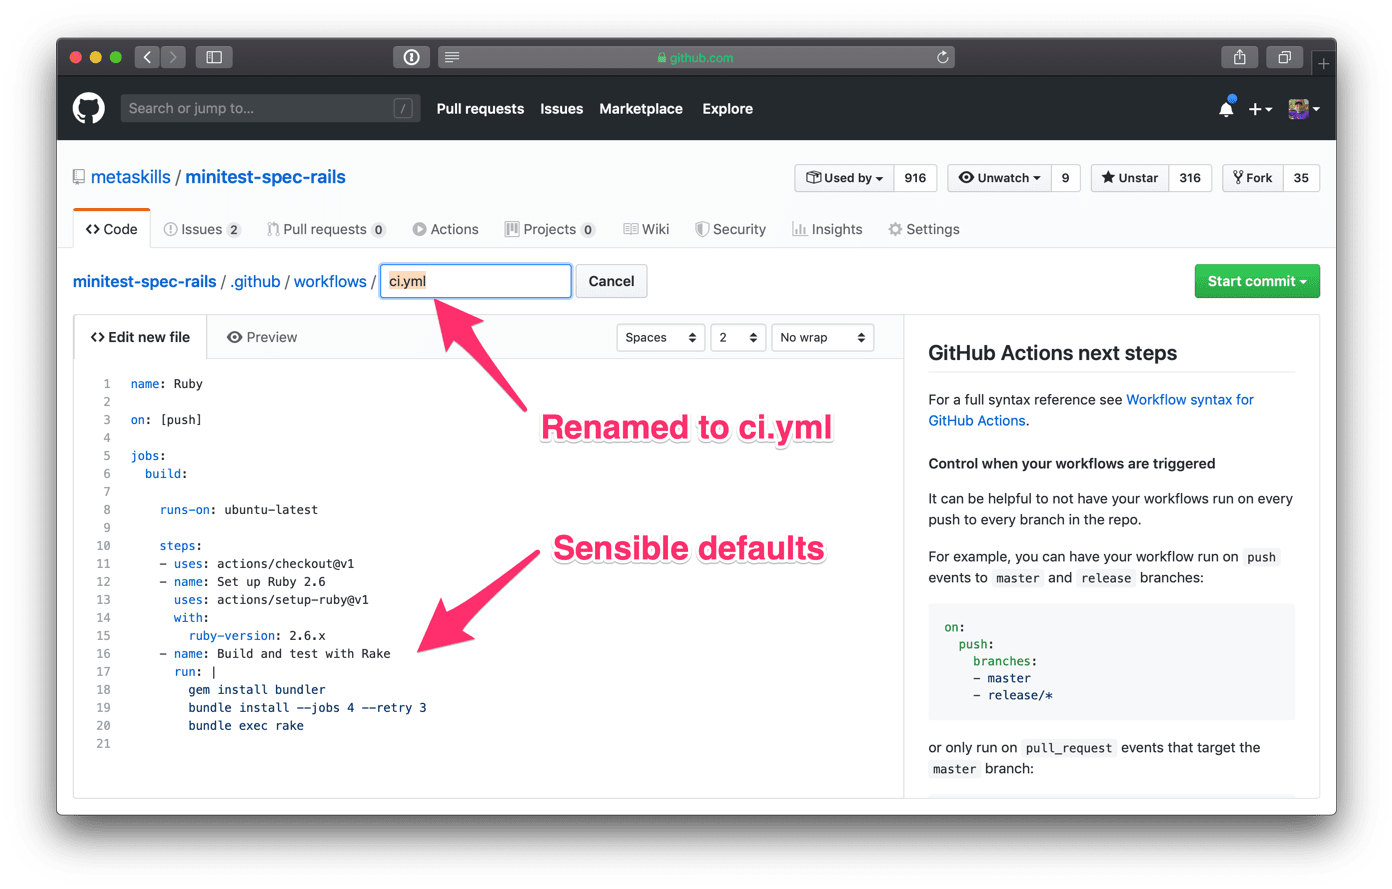 github.com
Search or jump to... /
Pull requests Issues Marketplace Explore
metaskills / minitest-spec-rails
Used by 916 Unwatch 9 Unstar 316 Fork 35
Code Issues 2 Pull requests 0 Actions Projects 0 Wiki Security Insights Settings
minitest-spec-rails / .github / workflows / ci.yml Cancel Start commit
Edit new file Preview Spaces 2 No wrap
1 name: Ruby
2
3 on: [push]
4
5 jobs:
6 build:
7
8 runs-on: ubuntu-latest
9
10 steps:
11 - uses: actions/checkout@v1
12 - name: Set up Ruby 2.6
13 uses: actions/setup-ruby@v1
14 with:
15 ruby-version: 2.6.x
16 - name: Build and test with Rake
17 run: |
18 gem install bundler
19 bundle install --jobs 4 --retry 3
20 bundle exec rake
21
Renamed to ci.yml
Sensible defaults
GitHub Actions next steps
For a full syntax reference see Workflow syntax for
GitHub Actions.
Control when your workflows are triggered
It can be helpful to not have your workflows run on every
push to every branch in the repo.
For example, you can have your workflow run on push
events to master and release branches:
on:
push:
branches:
- master
- release/*
or only run on pull_request events that target the
master branch: